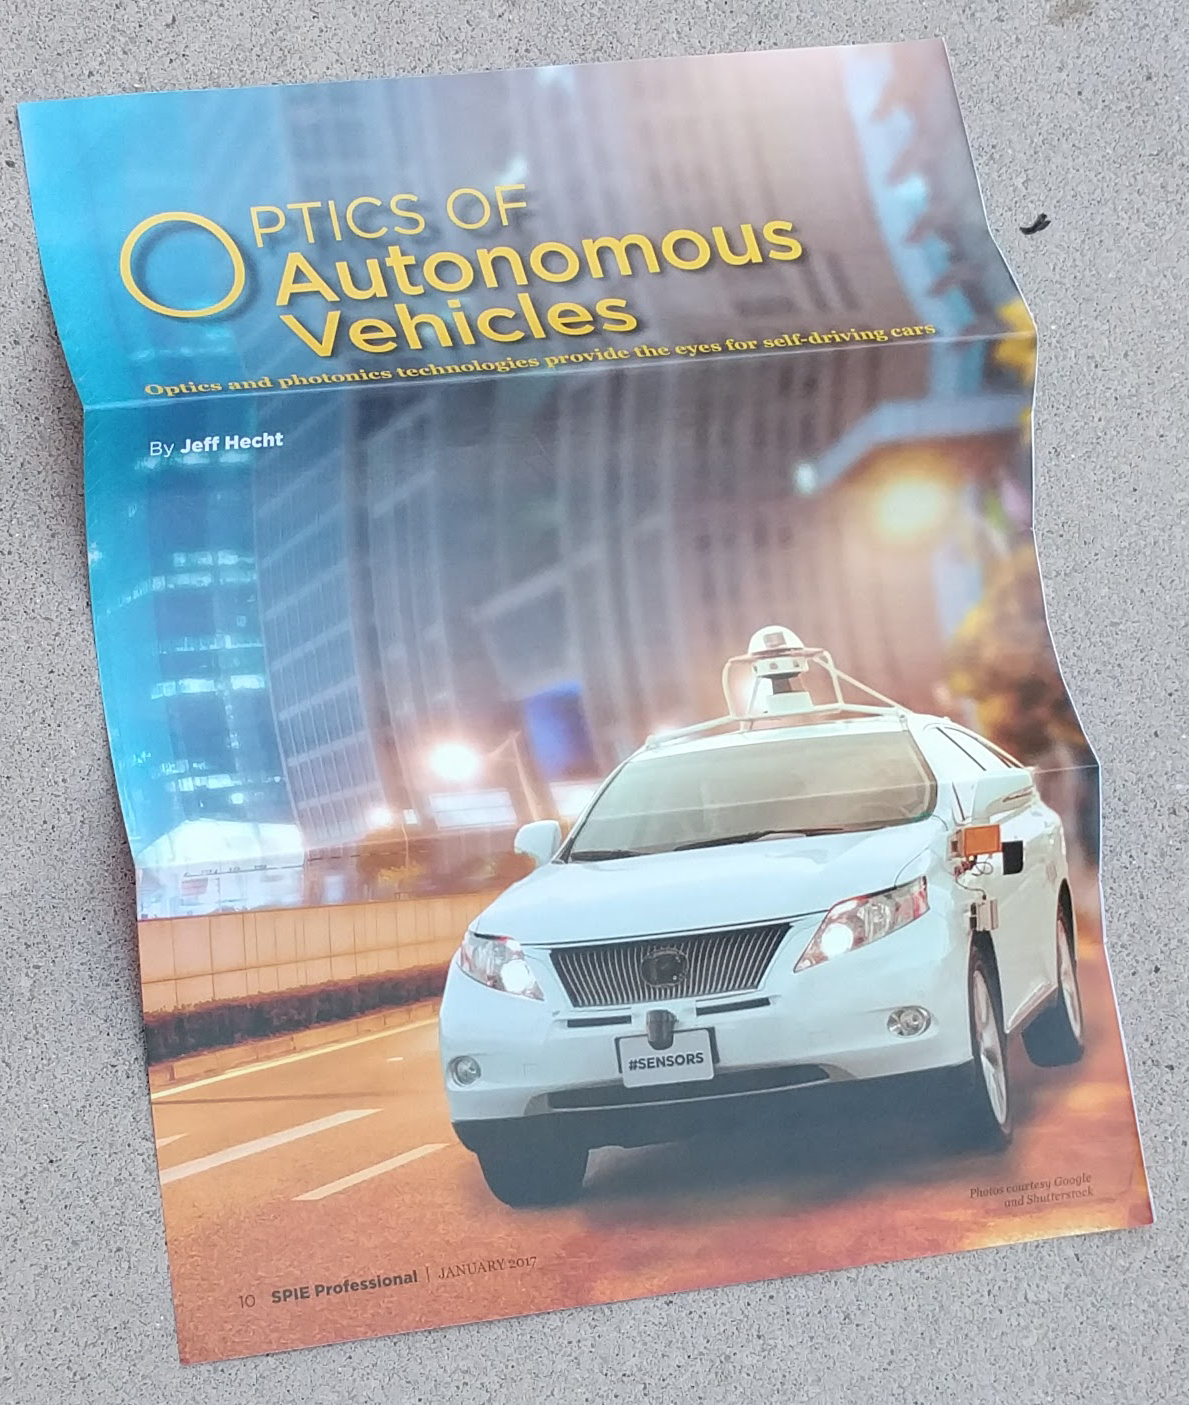 OPTICS OF
Autonomous
Vehicles
Optics and photonics technologies provide the eyes for self-driving cars
By Jeff Hecht
#SENSORS
Photos courtesy Google
and Shutterstock
10 SPIE Professional | JANUARY 2017